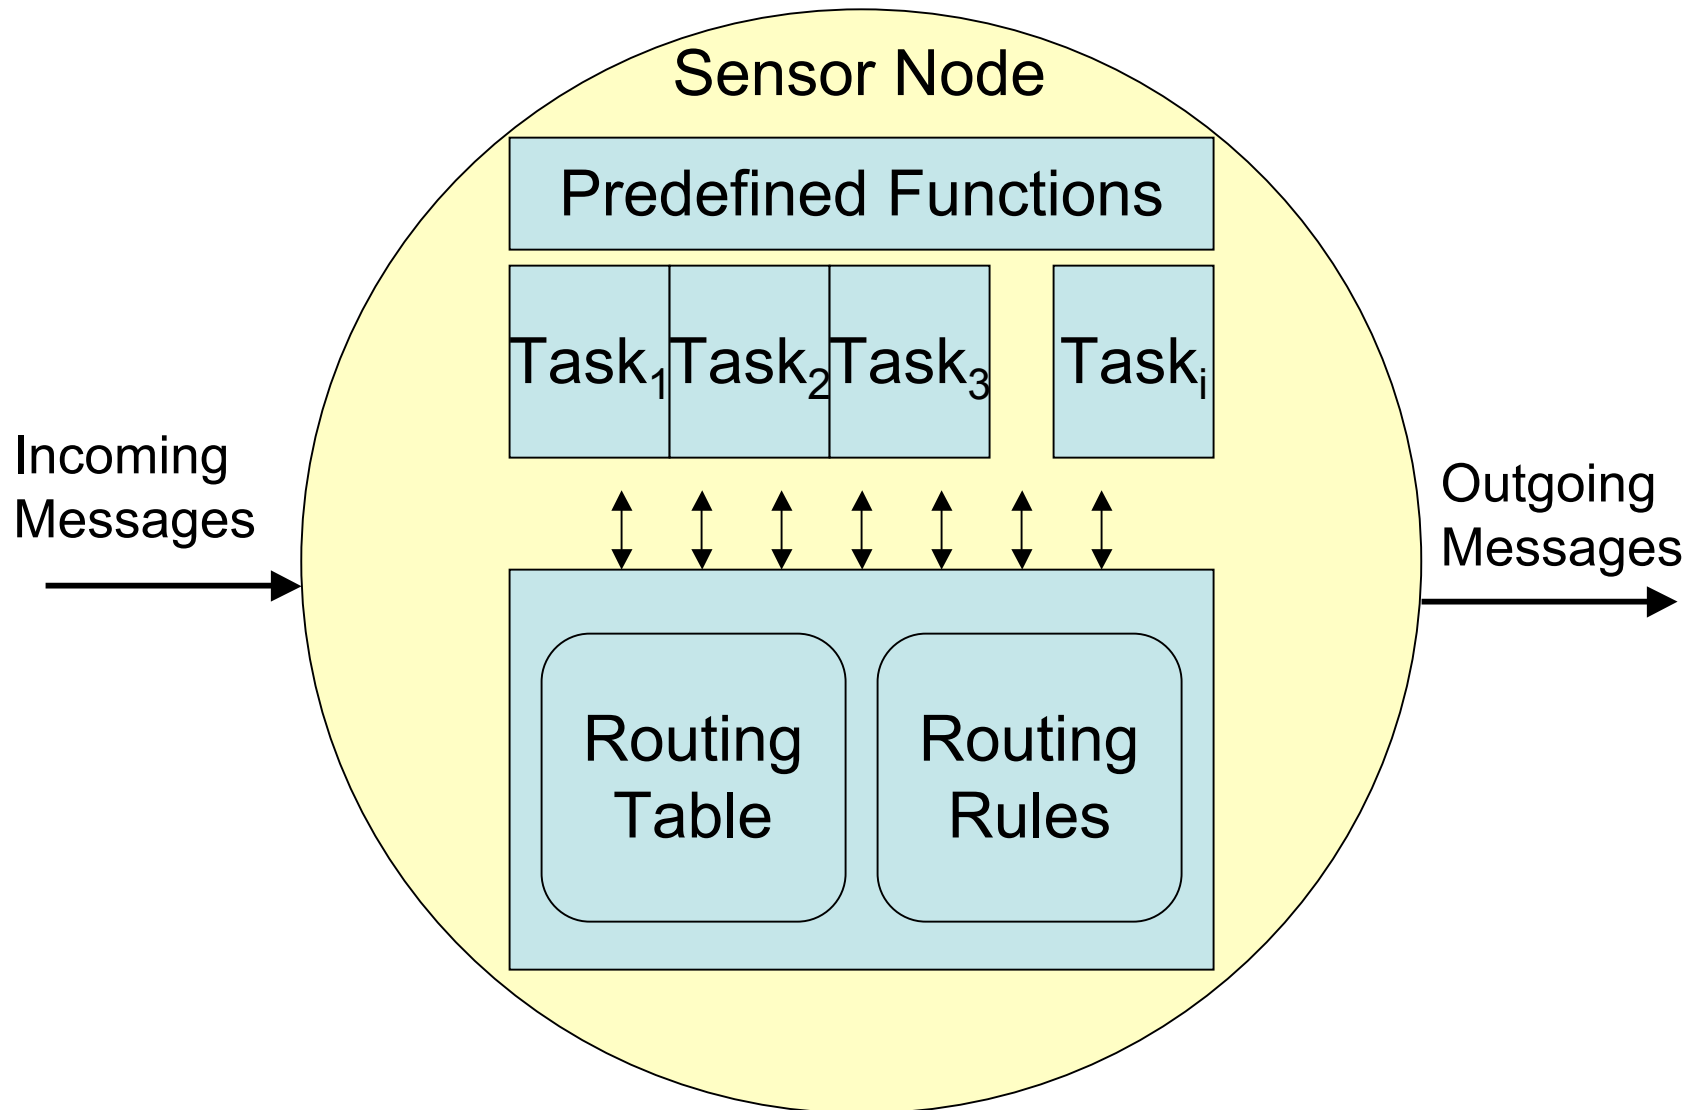 Sensor Node
Predefined Functions
Task₁ Task₂ Task₃ Taskᵢ
Incoming
Messages
Outgoing
Messages
Routing
Table
Routing
Rules